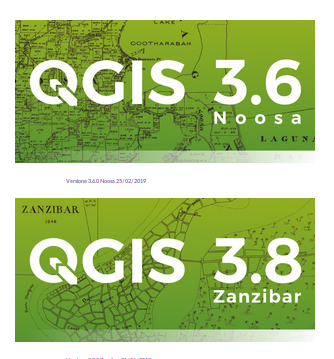 LAKE
COOTHARABAH
QGIS 3.6
Noosa
LAGUNA
Versione 3.6.0 Noosa 25/02/2019
ZANZIBAR
QGIS 3.8
Zanzibar